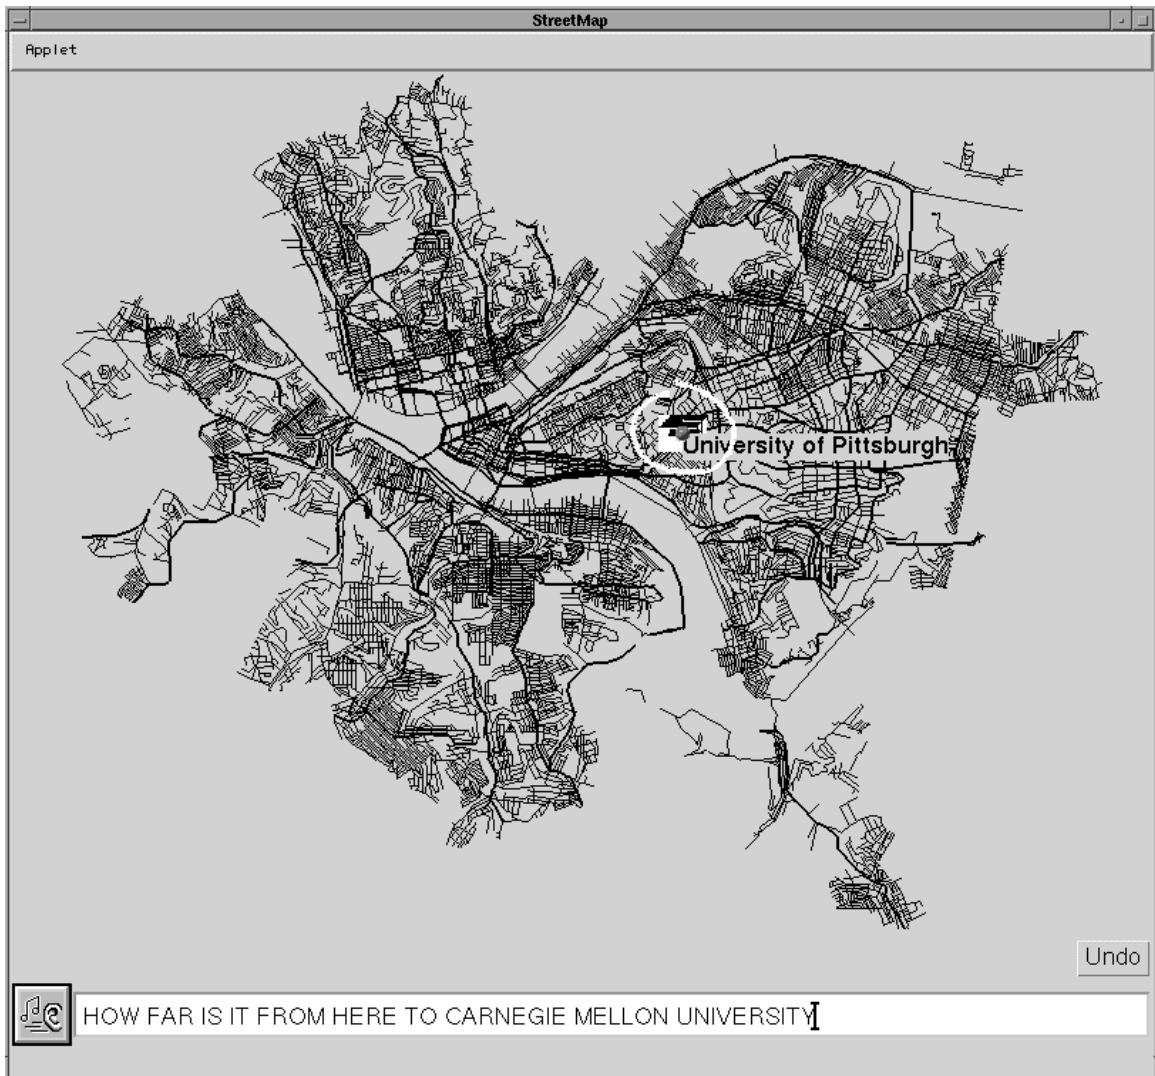 StreetMap
Applet
University of Pittsburgh
Undo
HOW FAR IS IT FROM HERE TO CARNEGIE MELLON UNIVERSITY